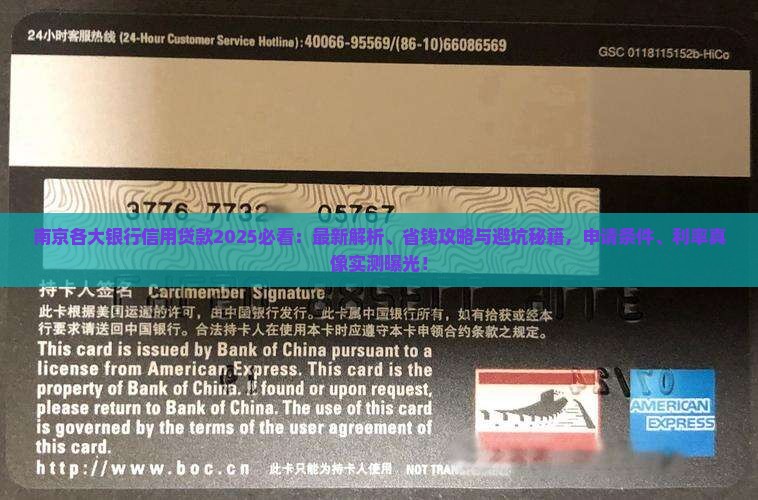 24小时客服热线 (24-Hour Customer Service Hotline):40066-95569/(86-10)66086569
GSC 0118115152b-HiCo
3776 7732 05767
南京各大银行信用贷款2025必看：最新解析、省钱攻略与避坑秘籍，申请条件、利率真
像实测曝光！
持卡人签名 Cardmember Signature
此卡根据美国运通的许可，由中国银行发行。此卡属中国银行所有，如有拾获或经本
行要求请送回中国银行。合法持卡人在使用本卡时应遵守本卡申领合约条款之规定。
This card is issued by Bank of China pursuant to a
license from American Express. This card is the
property of Bank of China. If found or upon request,
please return to Bank of China. The use of this card
is governed by the terms of the user agreement of
this card.
AMERICAN
EXPRESS
http://www.boc.cn 此卡只能为持卡人使用 NOT